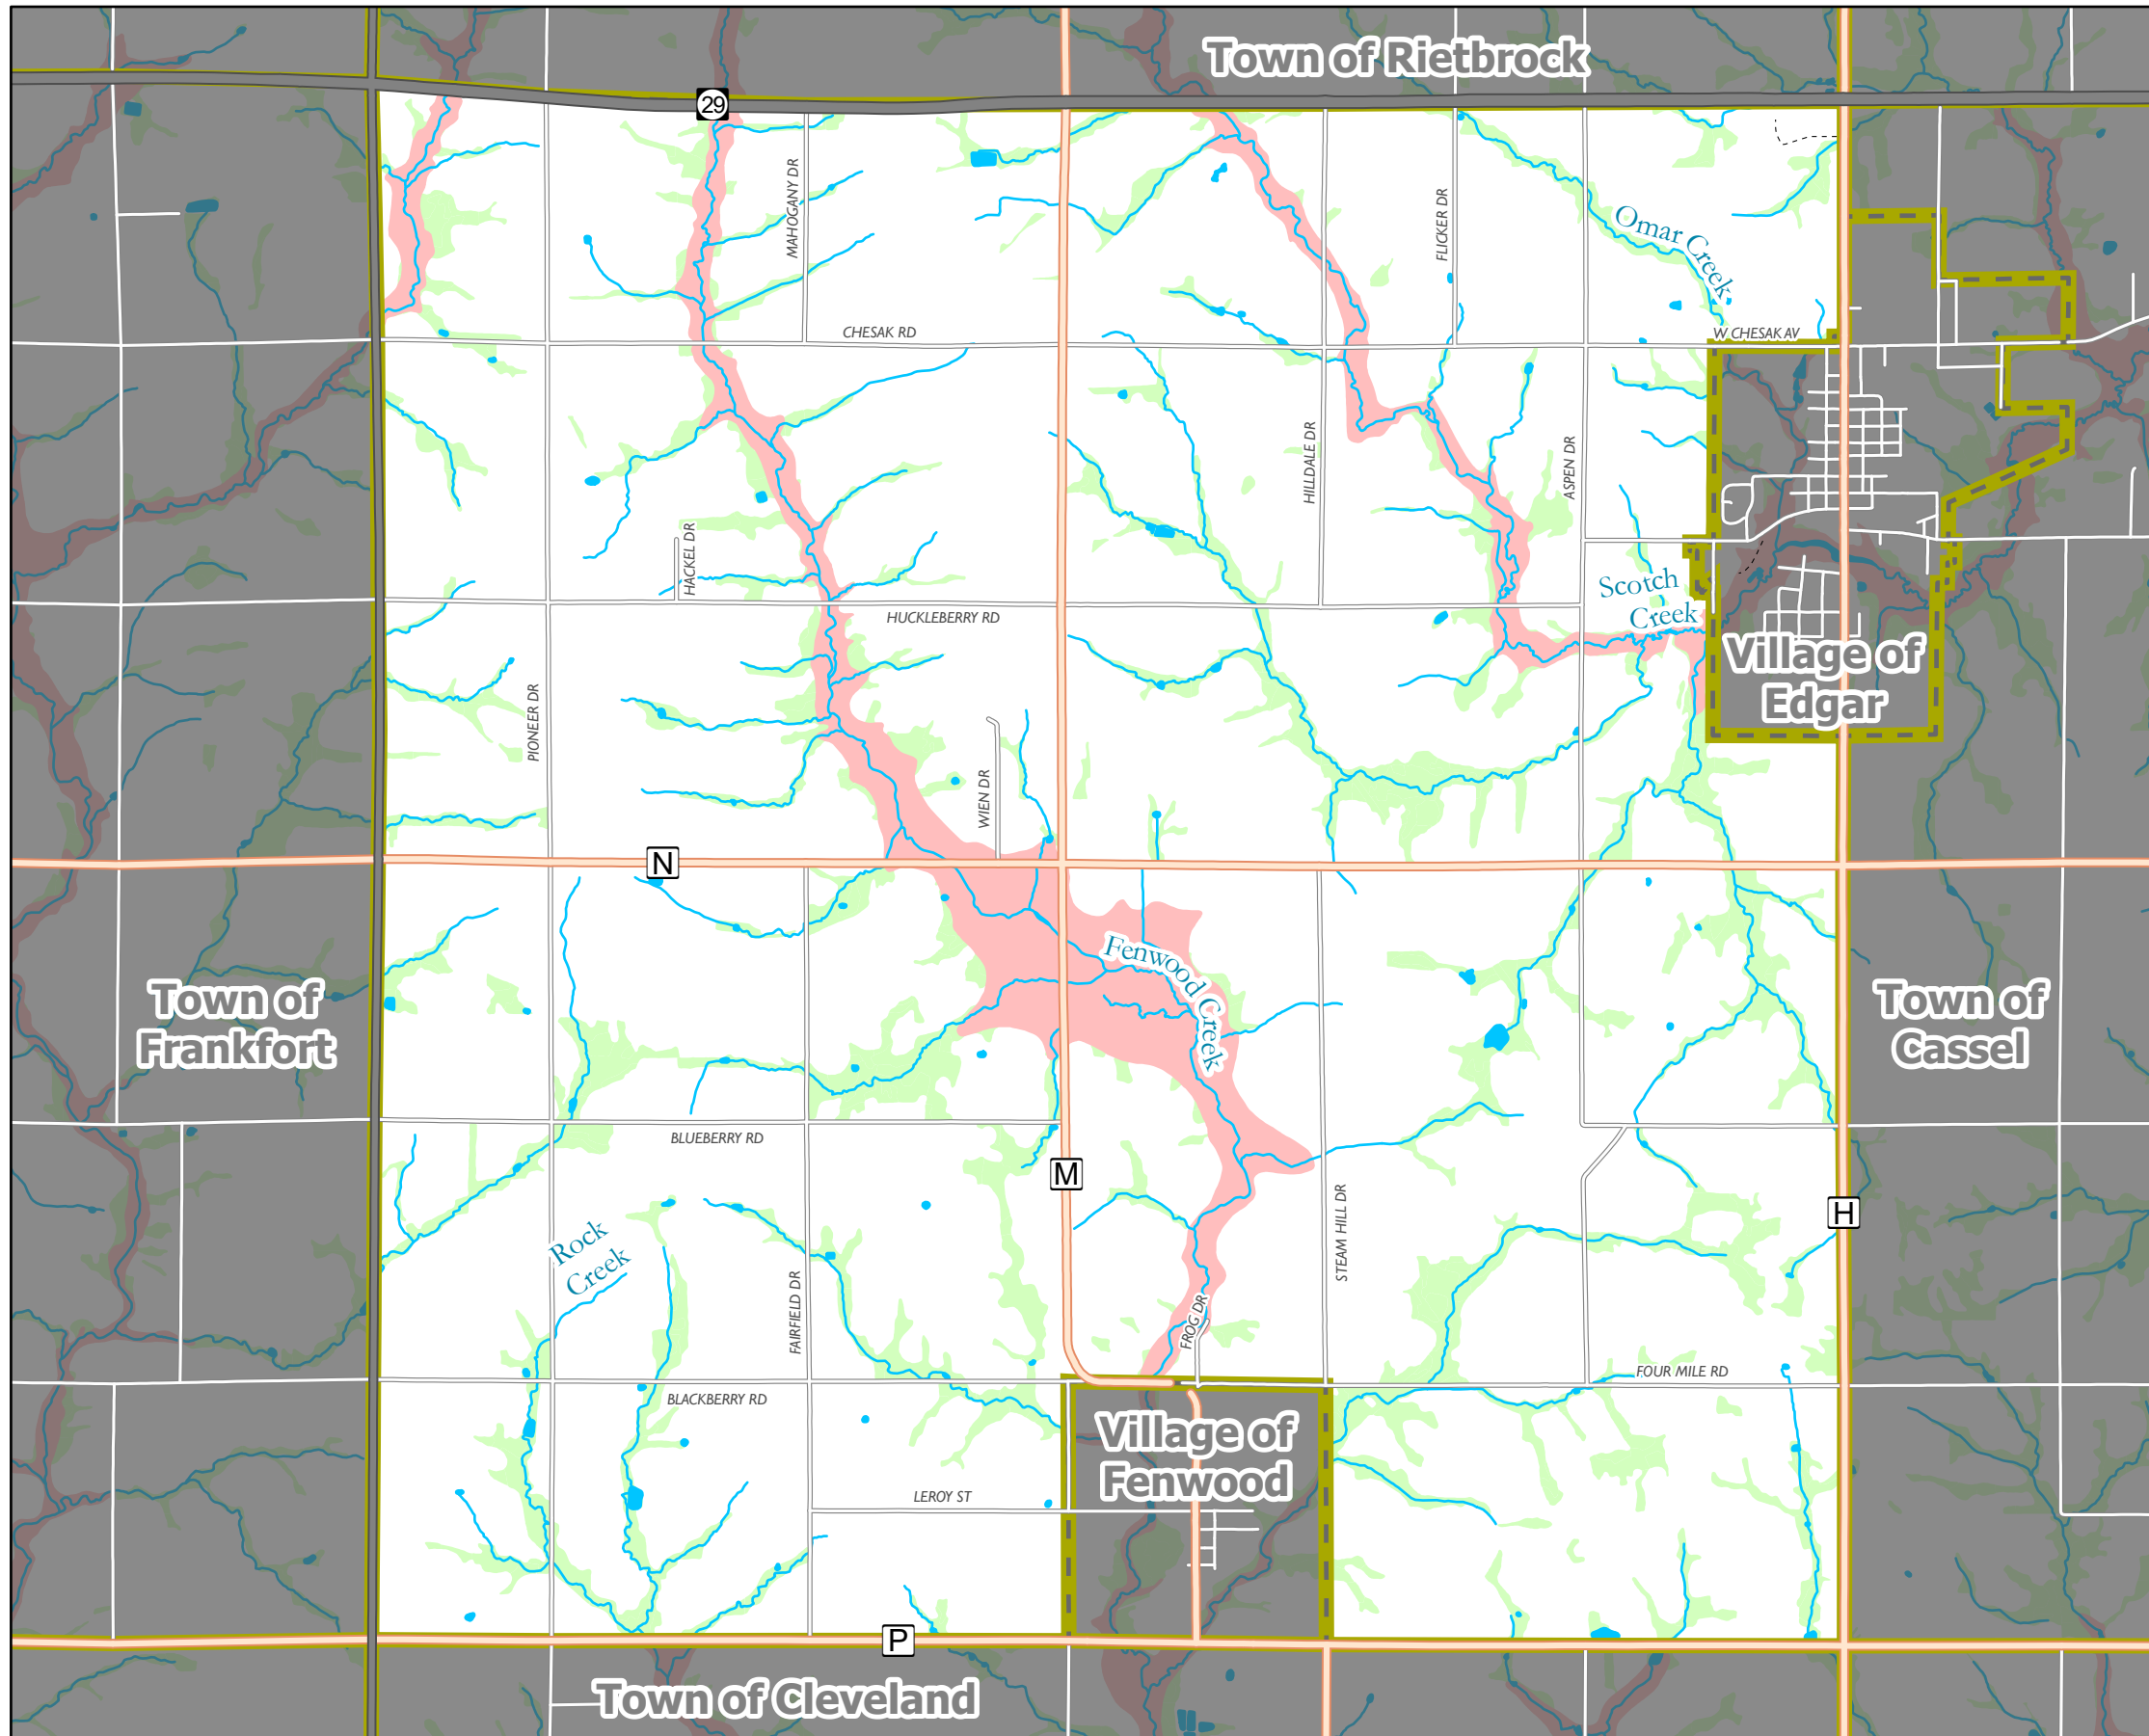 Town of Rietbrock
29
MAHOGANY DR
FLICKER DR
Omar Creek
CHESAK RD
W CHESAK AV
HILLDALE DR
ASPEN DR
HACKEL DR
Scotch
Creek
HUCKLEBERRY RD
Village of
Edgar
PIONEER DR
WIEN DR
N
Fenwood Creek
Town of
Frankfort
Town of
Cassel
BLUEBERRY RD
M
STEAM HILL DR
H
Rock
Creek
FAIRFIELD DR
FROG DR
FOUR MILE RD
BLACKBERRY RD
Village of
Fenwood
LEROY ST
P
Town of Cleveland